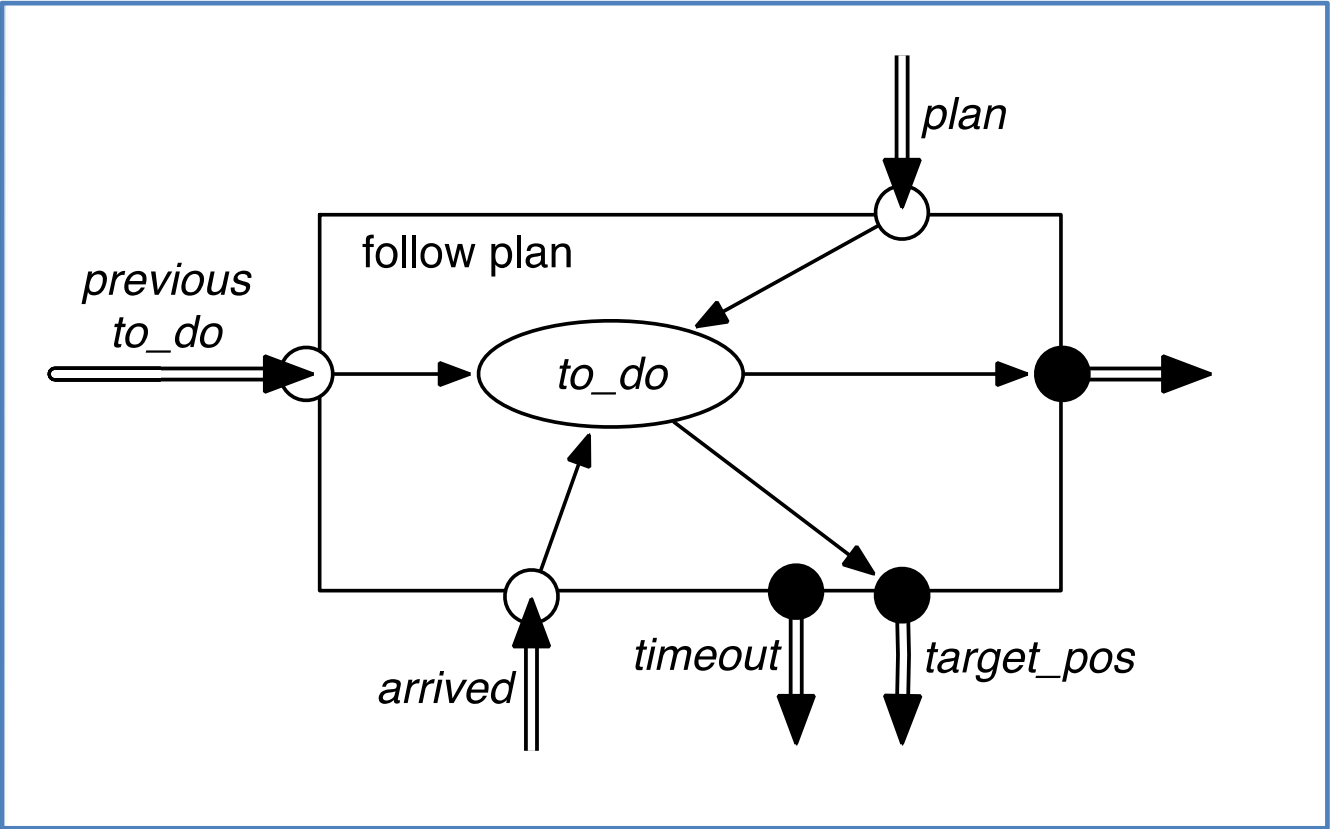 plan
follow plan
previous
to_do
to_do
timeout
target_pos
arrived